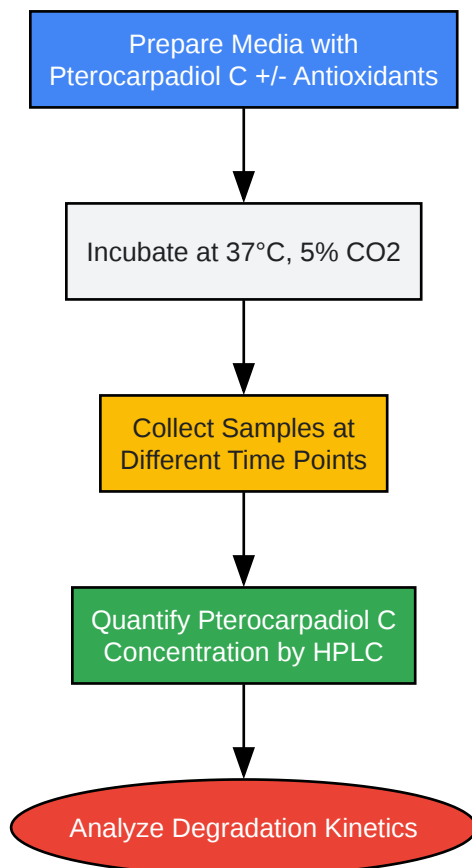 Prepare Media with
Pterocarpadiol C +/- Antioxidants
Incubate at 37°C, 5% CO2
Collect Samples at
Different Time Points
Quantify Pterocarpadiol C
Concentration by HPLC
Analyze Degradation Kinetics